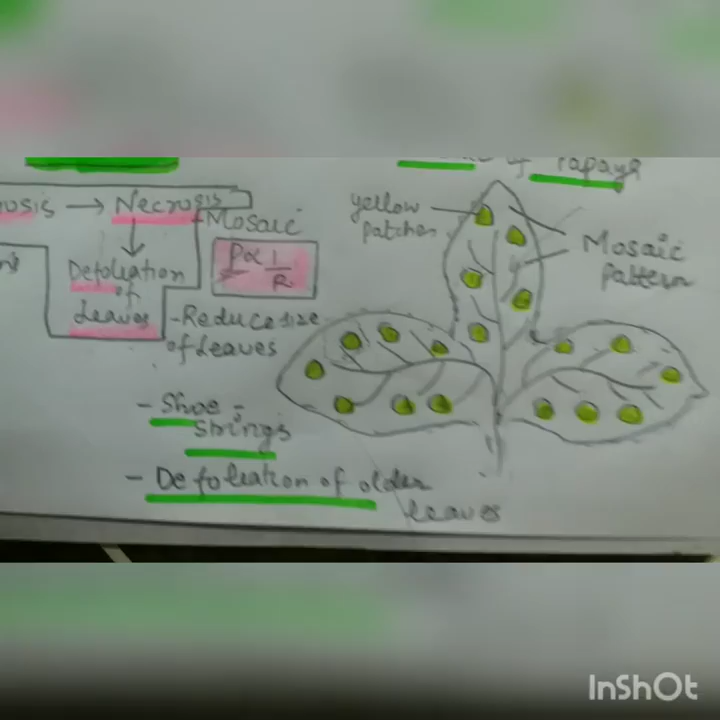 of Papaya
osis → Necrosis
- Mosaic
P∝ 1/R
Defoliation
of
Leaves
- Reduce size
of Leaves
- Shoe -
Strings
- Defoliation of older
leaves
yellow
patches
Mosaic
pattern
InShOt